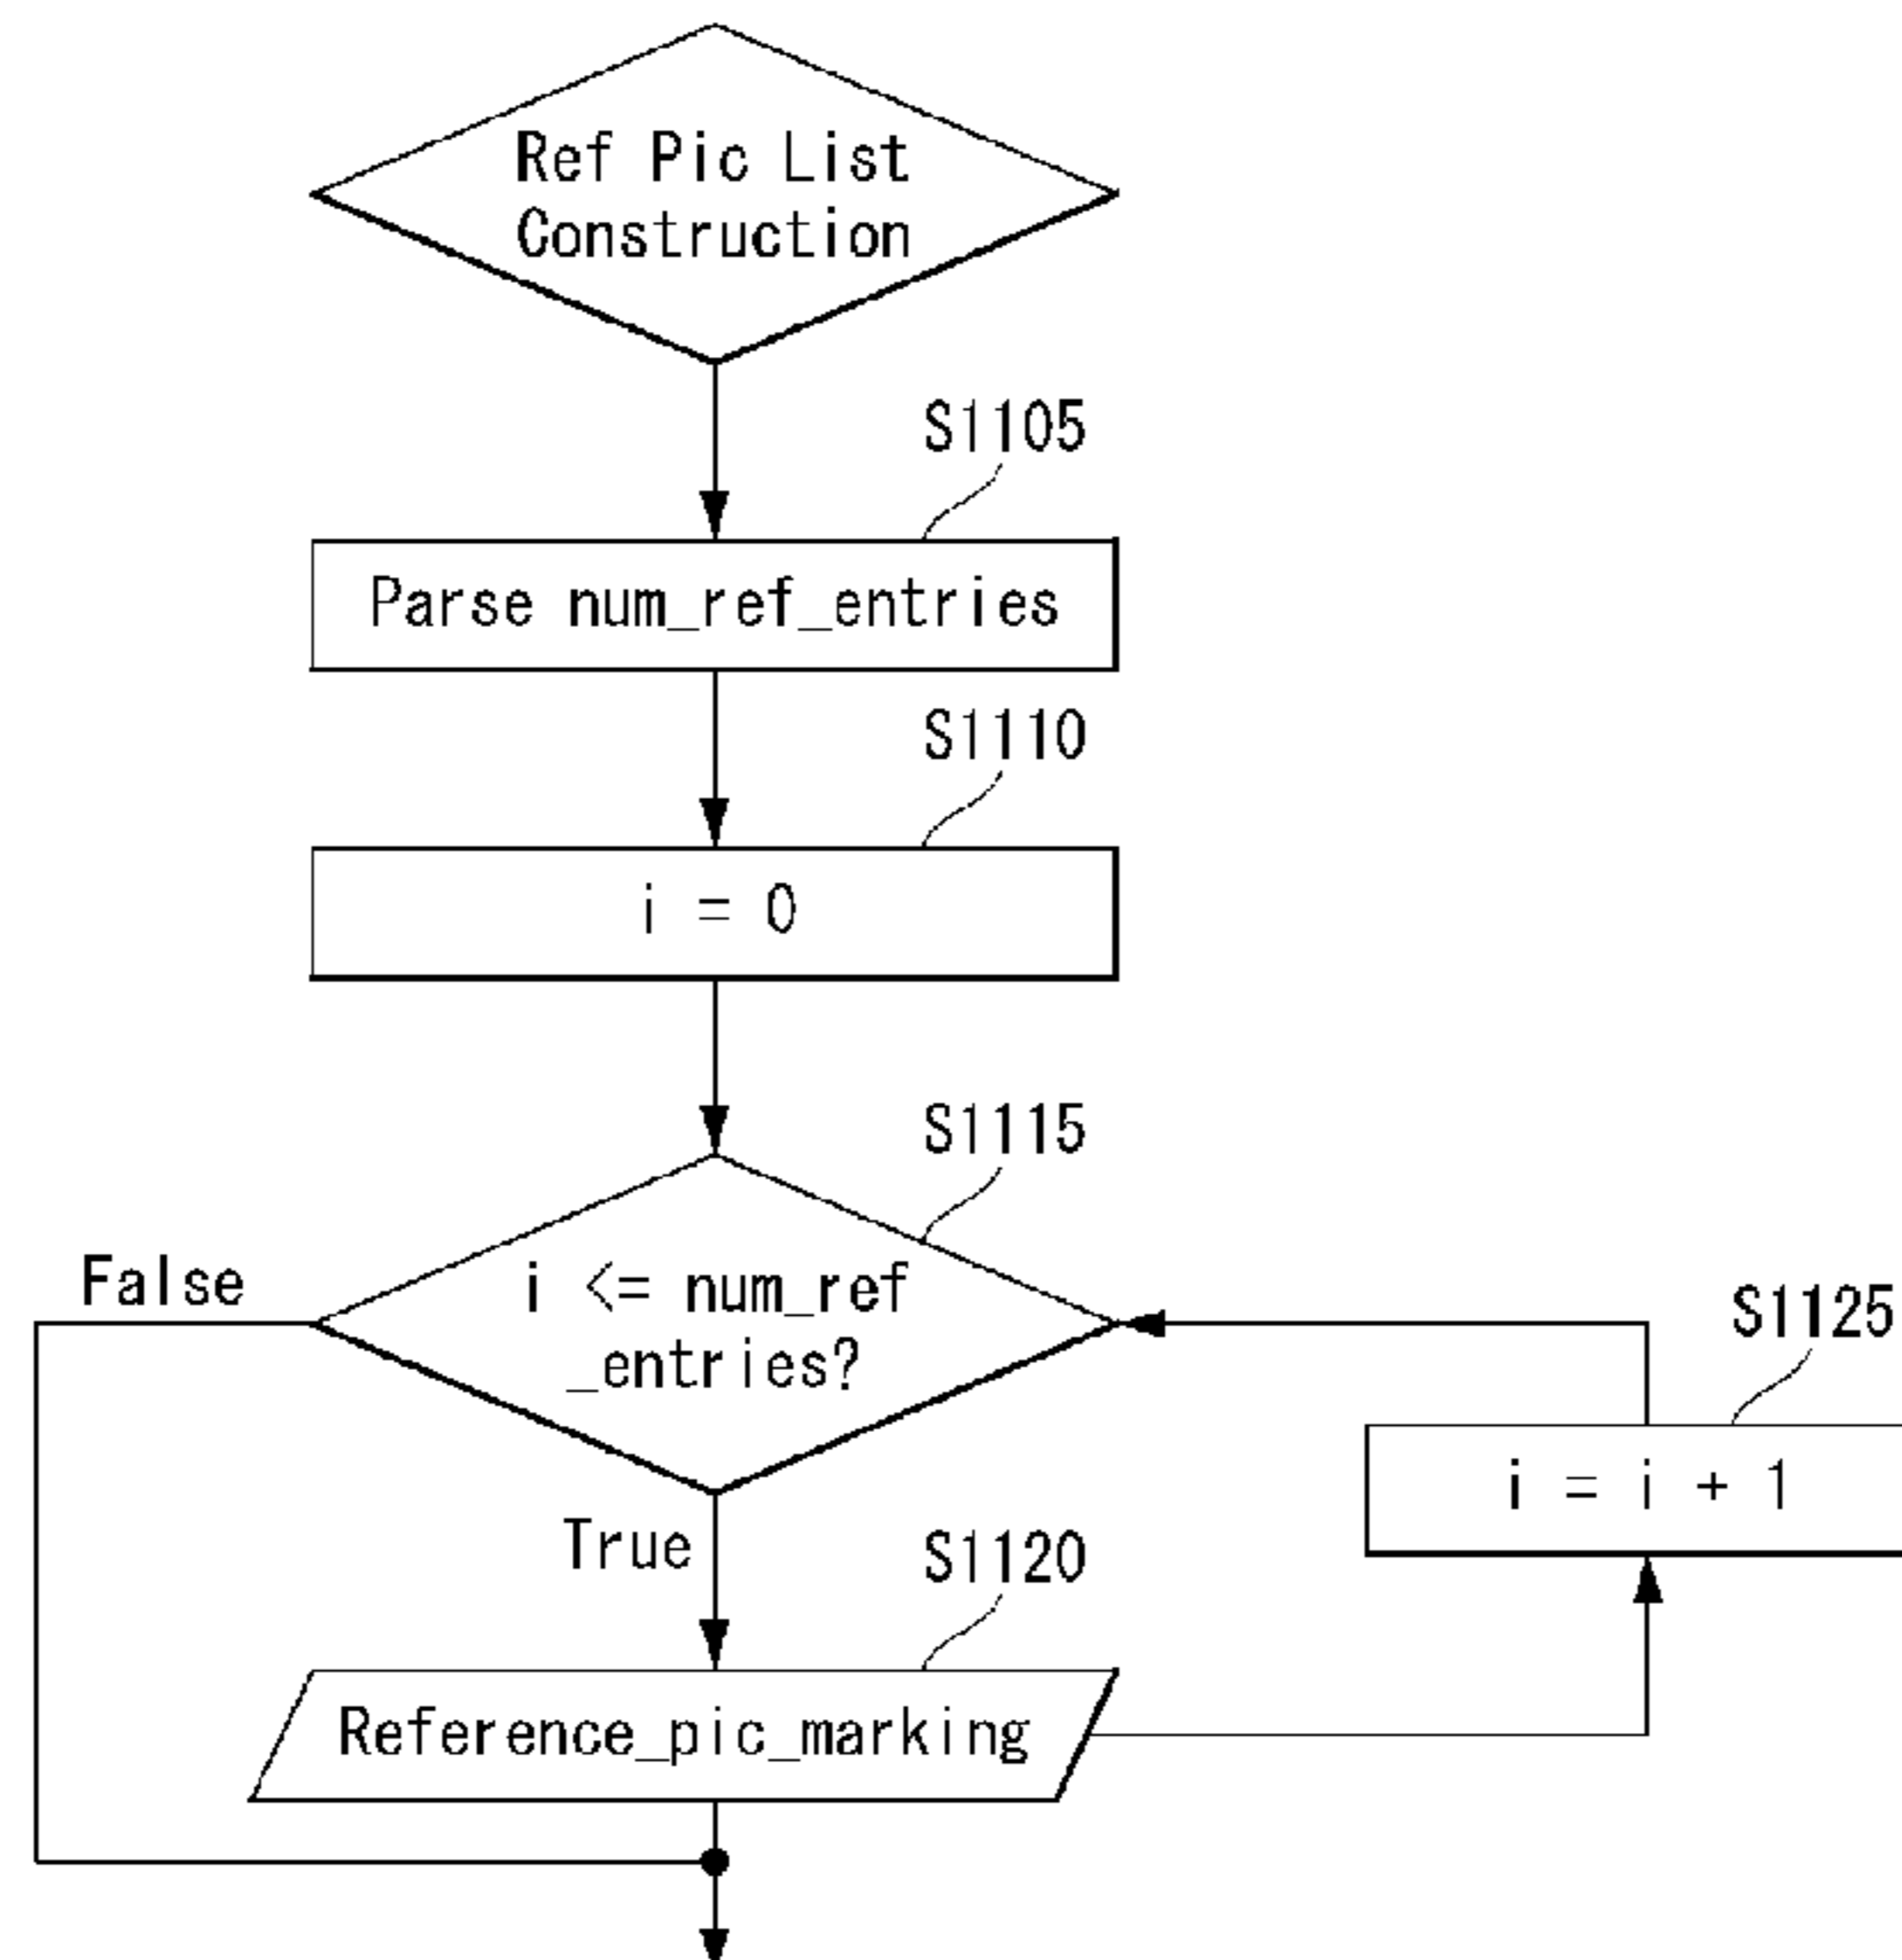 Ref Pic List
Construction
S1105
Parse num_ref_entries
S1110
i = 0
S1115
False
i <= num_ref
_entries?
S1125
i = i + 1
True
S1120
Reference_pic_marking